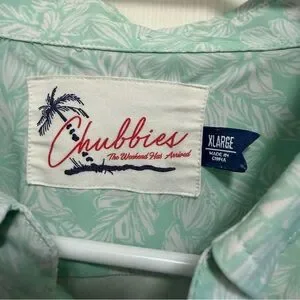 Chubbies
The Weekend Has Arrived
XLARGE
MADE IN
CHINA